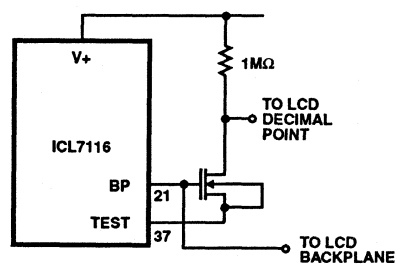 V+
1MΩ
TO LCD
DECIMAL
POINT
ICL7116
BP
21
TEST
37
TO LCD
BACKPLANE